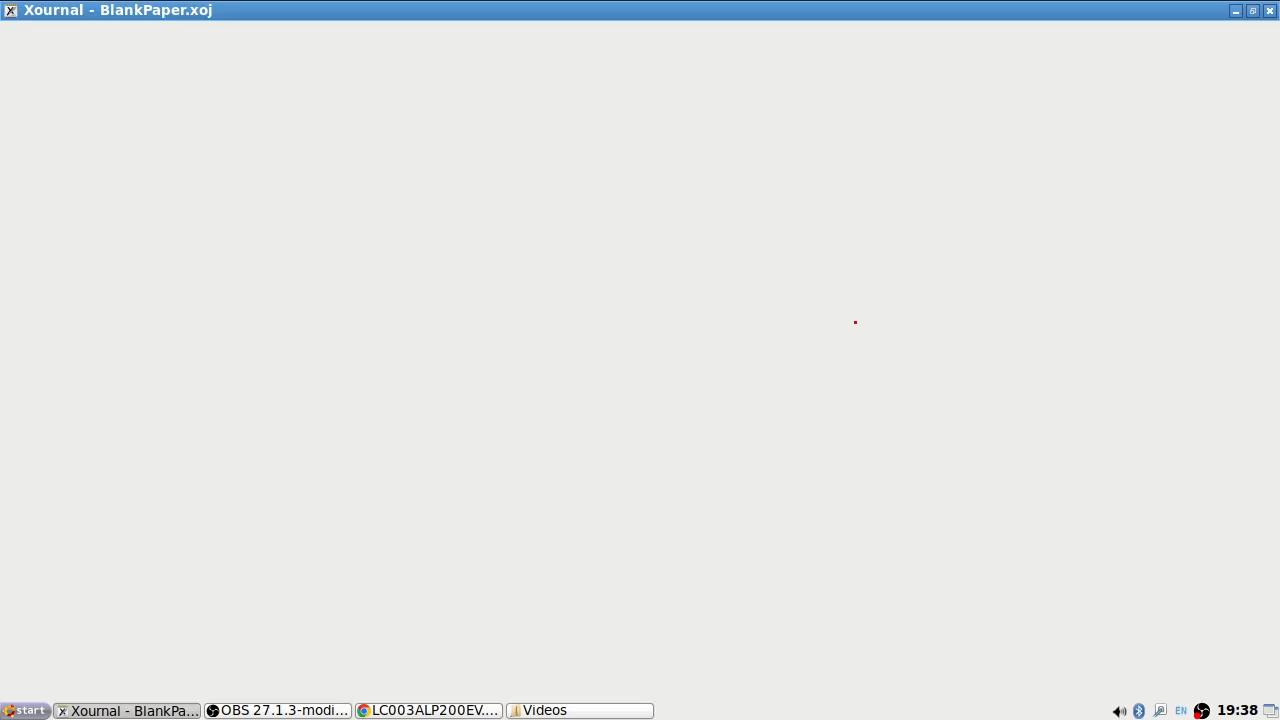 Xournal - BlankPaper.xoj
start
Xournal - BlankPa...
OBS 27.1.3-modi...
LC003ALP200EV....
Videos
EN
19:38